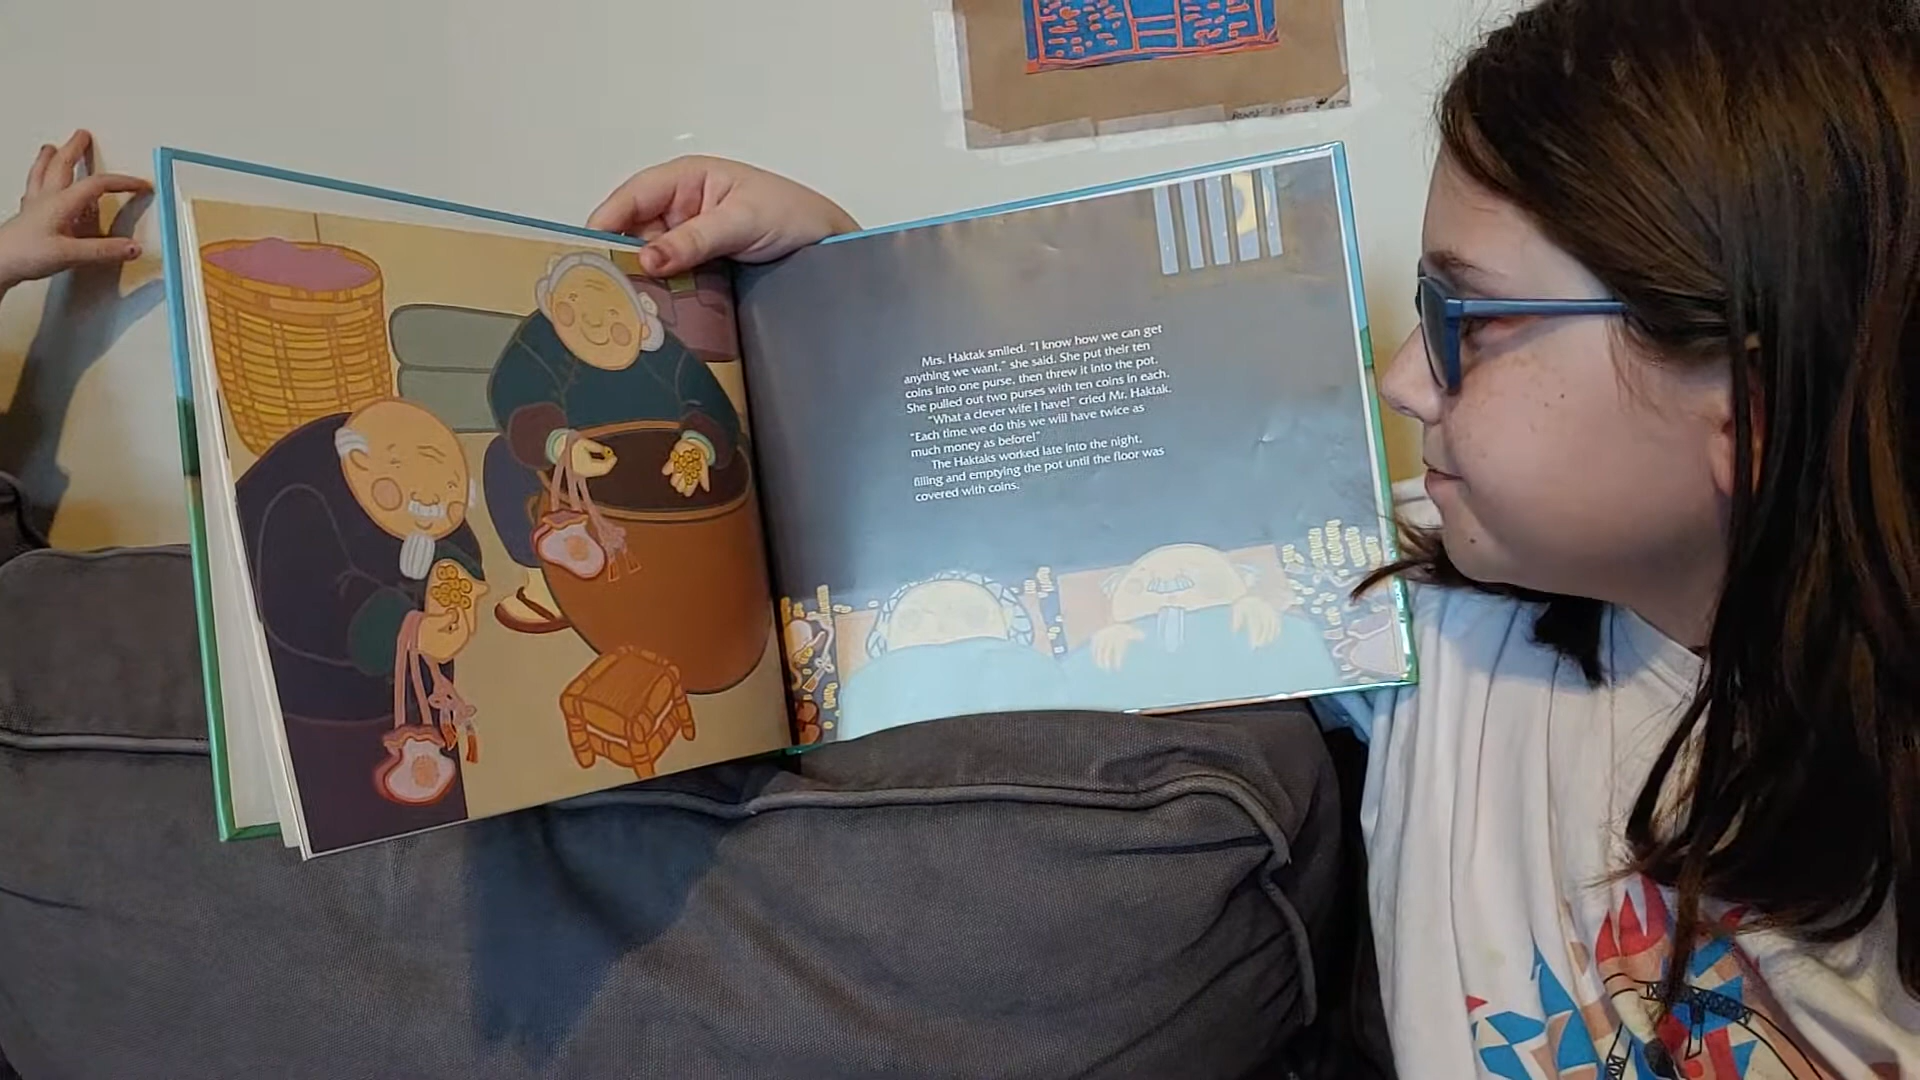 Mrs. Haktak smiled. "I know how we can get
anything we want," she said. She put their ten
coins into one purse, then threw it into the pot.
She pulled out two purses with ten coins in each.
"What a clever wife I have!" cried Mr. Haktak.
"Each time we do this we will have twice as
much money as before!"
The Haktaks worked late into the night,
filling and emptying the pot until the floor was
covered with coins.